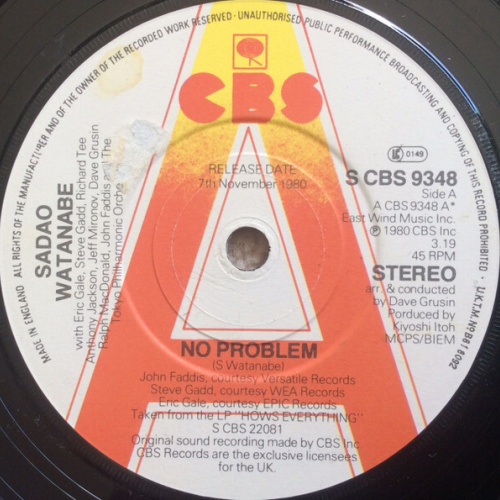 MADE IN ENGLAND ALL RIGHTS OF THE MANUFACTURER AND OF THE OWNER OF THE RECORDED WORK RESERVED · UNAUTHORISED PUBLIC PERFORMANCE BROADCASTING AND COPYING OF THIS RECORD PROHIBITED · U.K.T.M. No B 618092
CBS
RELEASE DATE
7th November 1980
SADAO
WATANABE
with Eric Gale, Steve Gadd, Richard Tee
Anthony Jackson, Jeff Mironov, Dave Grusin
Ralph MacDonald, John Faddis and The
Tokyo Philharmonic Orche
K 0149
S CBS 9348
Side A
A CBS 9348 A*
East Wind Music Inc.
℗ 1980 CBS Inc
3.19
45 RPM
STEREO
arr. & conducted
by Dave Grusin
Produced by
Kiyoshi Itoh
MCPS/BIEM
NO PROBLEM
(S Watanabe)
John Faddis, courtesy Versatile Records
Steve Gadd, courtesy WEA Records
Eric Gale, courtesy EPIC Records
Taken from the LP "HOWS EVERYTHING"
S CBS 22081
Original sound recording made by CBS Inc
CBS Records are the exclusive licensees
for the UK.